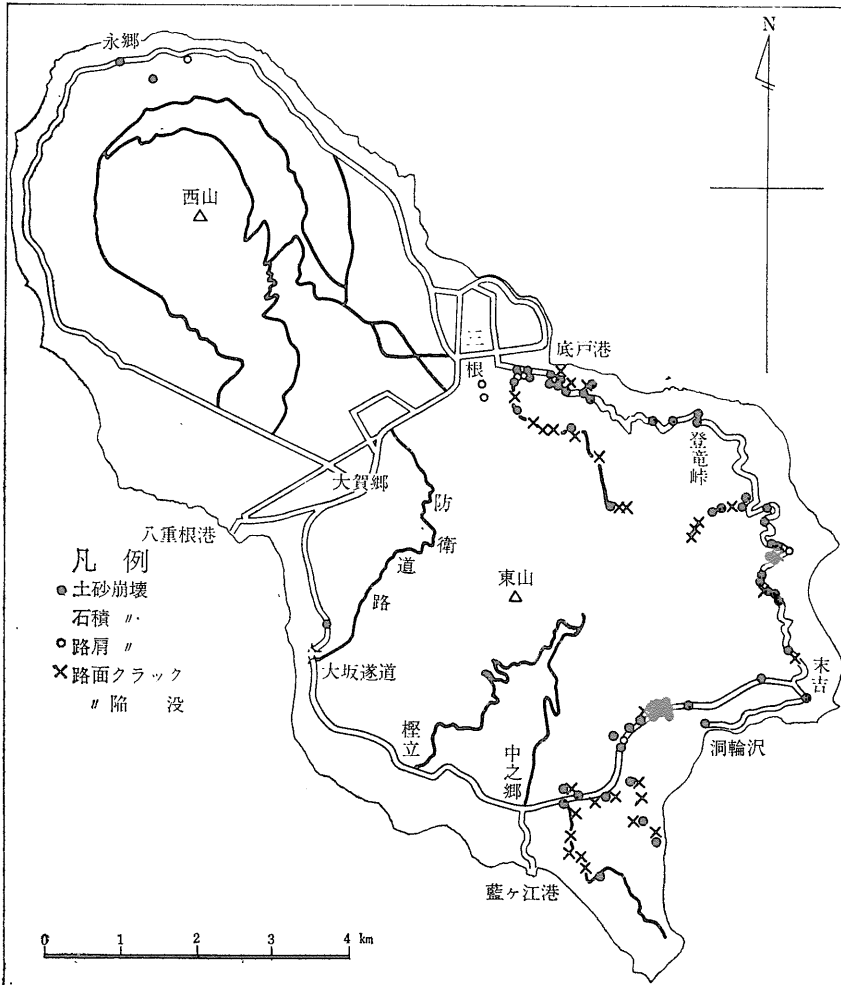 永郷
N
西山
三根
底戸港
登竜峠
大賀郷
八重根港
防衛道路
東山
凡例
土砂崩壊
石積 〃
路肩 〃
路面クラック
〃 陥没
大坂遂道
末吉
洞輪沢
樫立
中之郷
藍ヶ江港
0 1 2 3 4 km